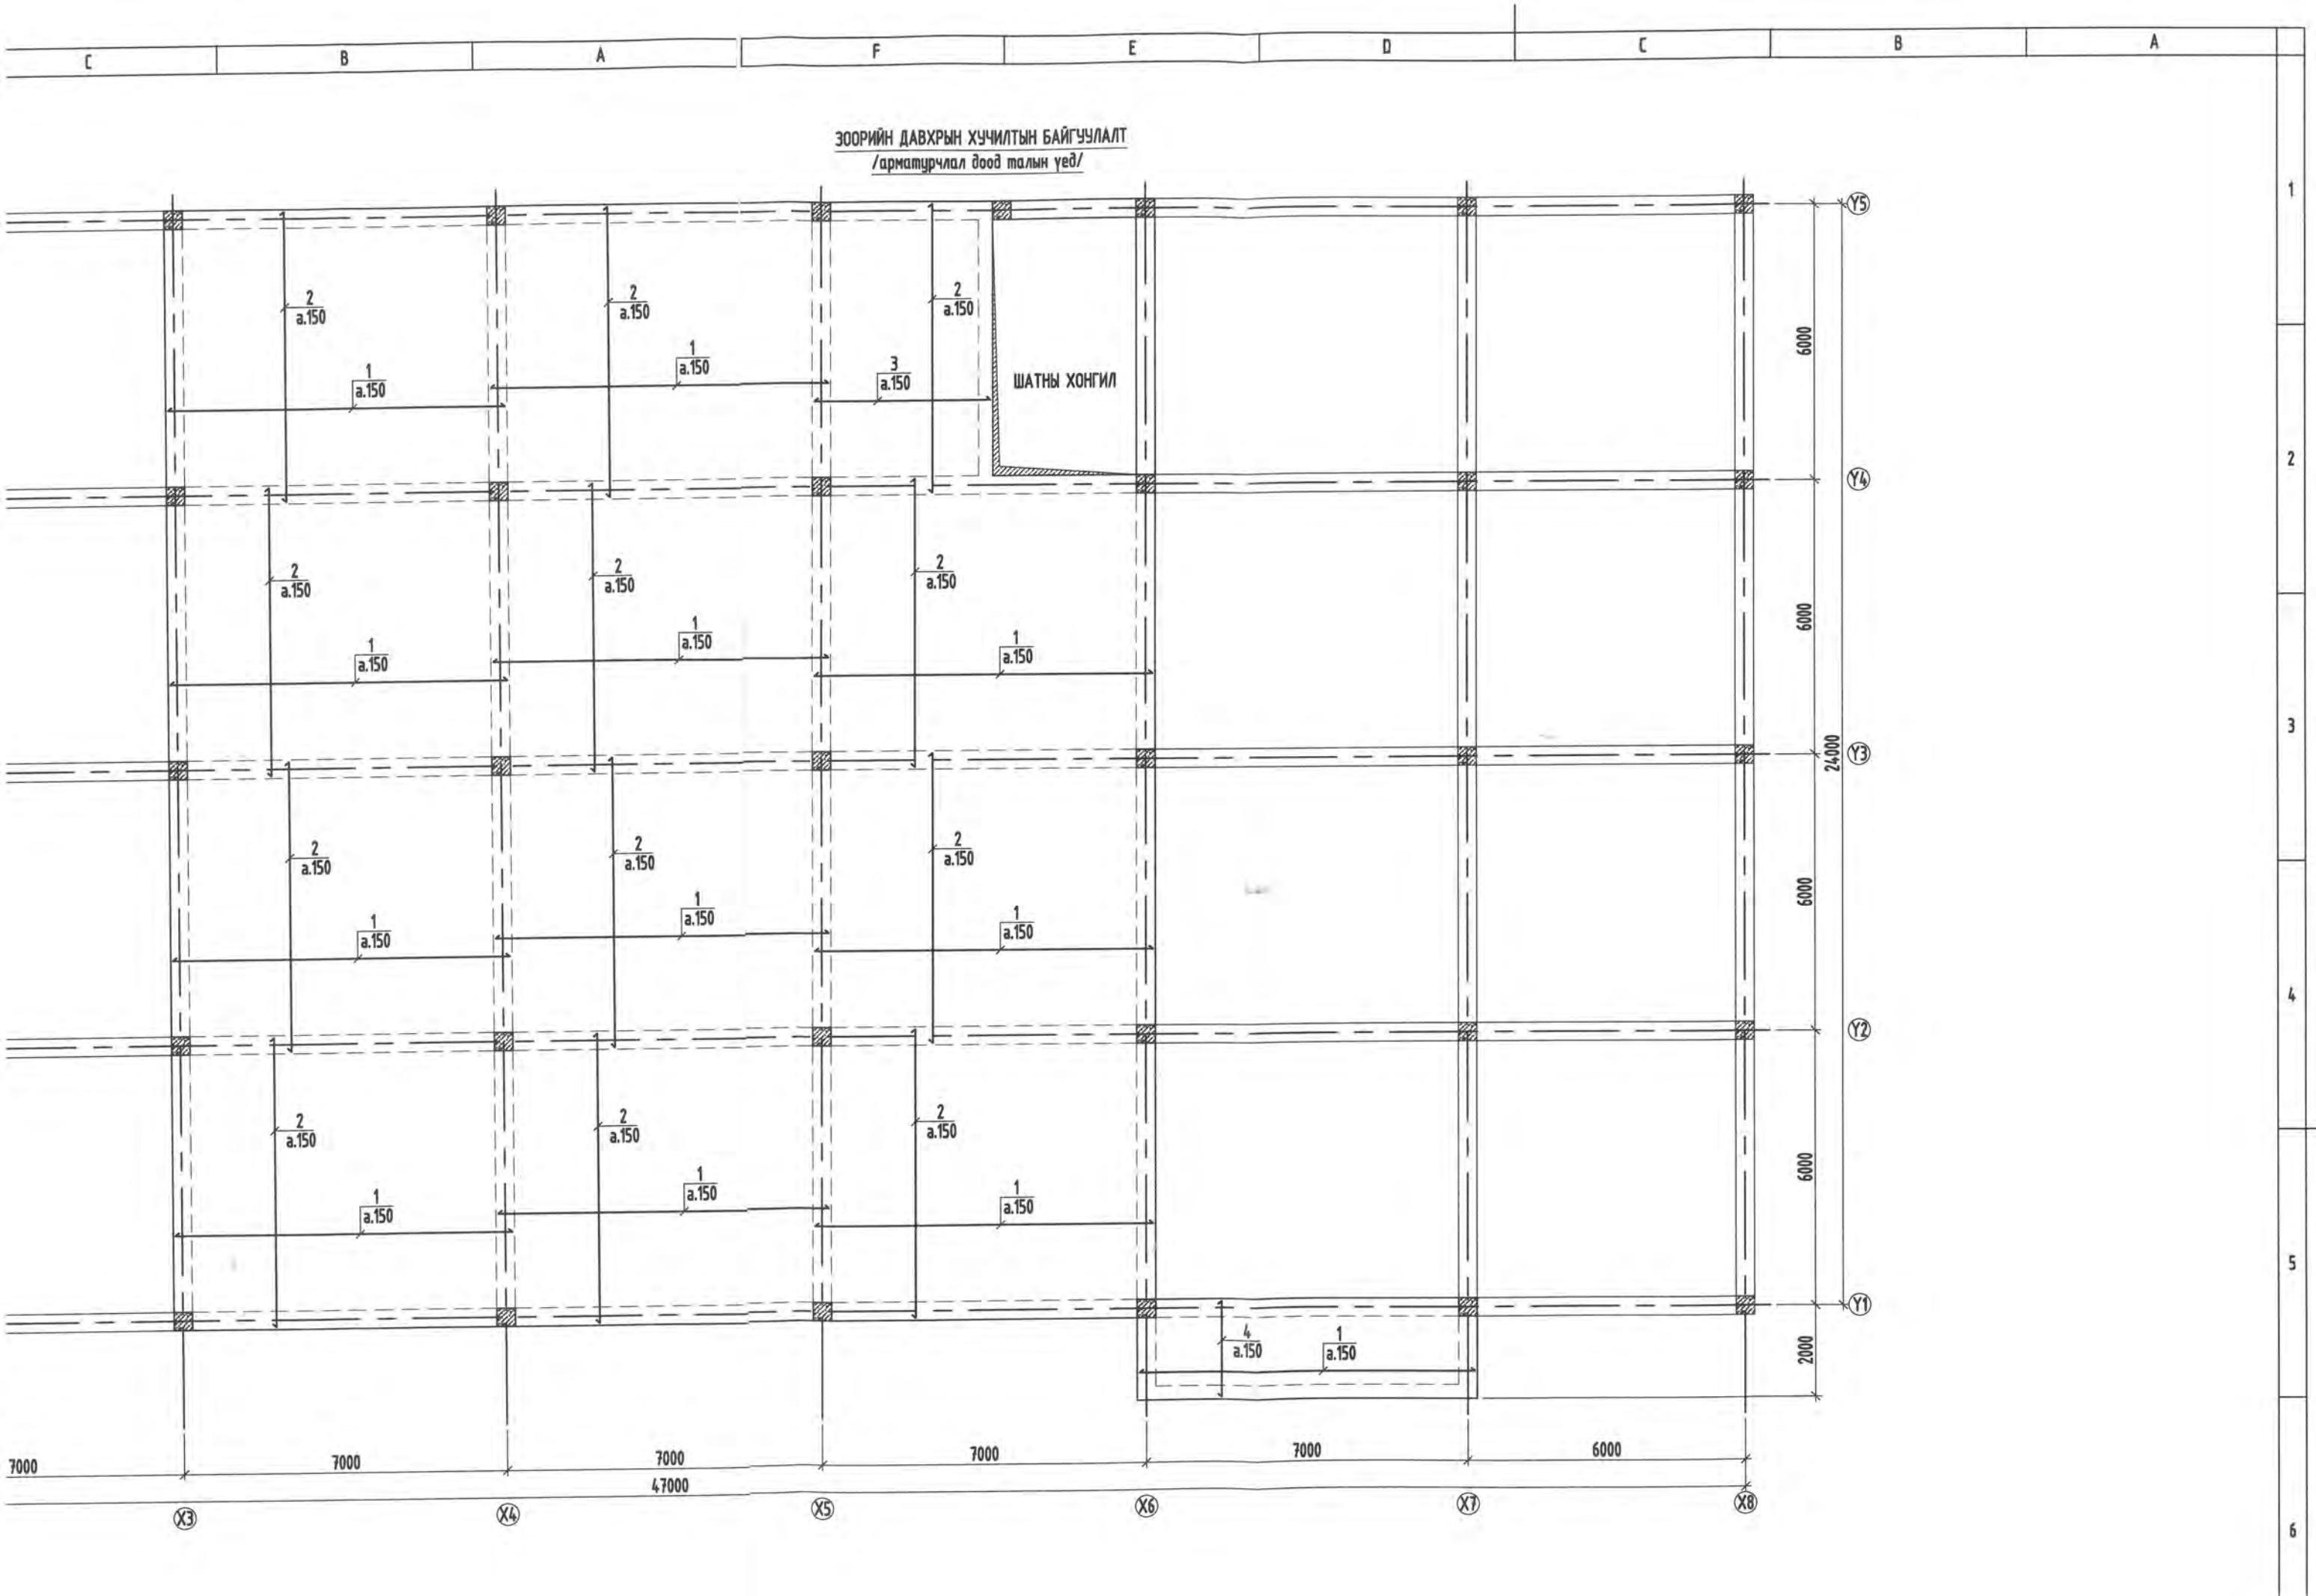 C B A F E D C B A
ЗООРИЙН ДАВХРЫН ХУЧИЛТЫН БАЙГУУЛАЛТ
/арматурчлал доод талын үед/
1
Y5
2
a.150
2
a.150
2
a.150
6000
1
a.150
1
a.150
3
a.150
ШАТНЫ ХОНГИЛ
2
Y4
2
a.150
2
a.150
2
a.150
6000
1
a.150
1
a.150
1
a.150
3
24000
Y3
2
a.150
2
a.150
2
a.150
6000
1
a.150
1
a.150
1
a.150
4
Y2
2
a.150
2
a.150
2
a.150
6000
1
a.150
1
a.150
1
a.150
5
Y1
4
a.150
1
a.150
2000
7000 7000 7000 7000 7000 6000
47000
X3 X4 X5 X6 X7 X8
6